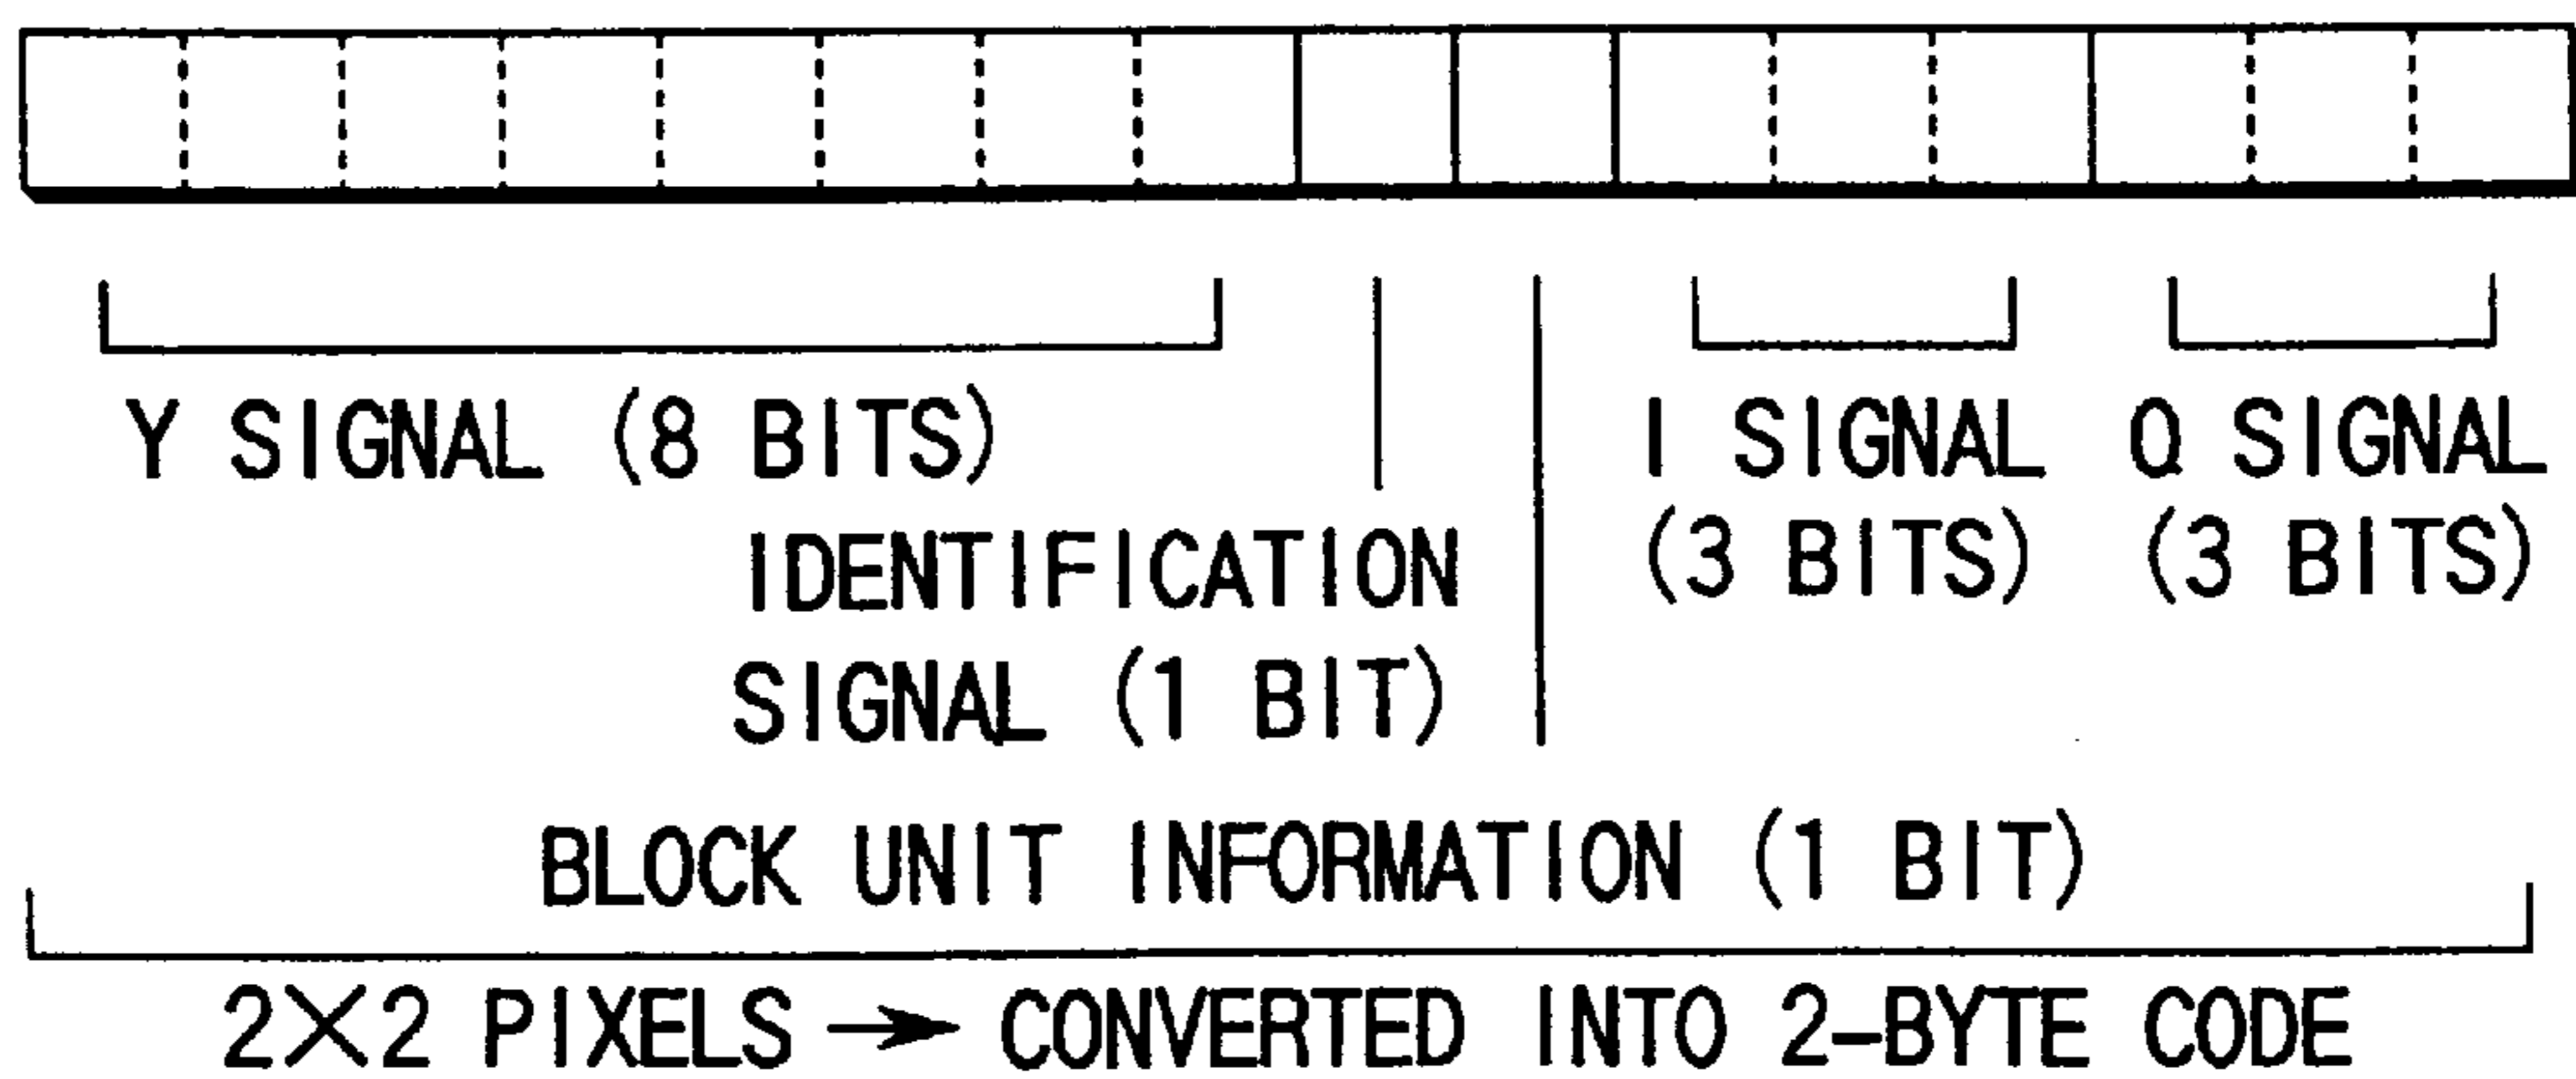 Y SIGNAL (8 BITS)
I SIGNAL
(3 BITS)
Q SIGNAL
(3 BITS)
IDENTIFICATION
SIGNAL (1 BIT)
BLOCK UNIT INFORMATION (1 BIT)
2×2 PIXELS → CONVERTED INTO 2-BYTE CODE